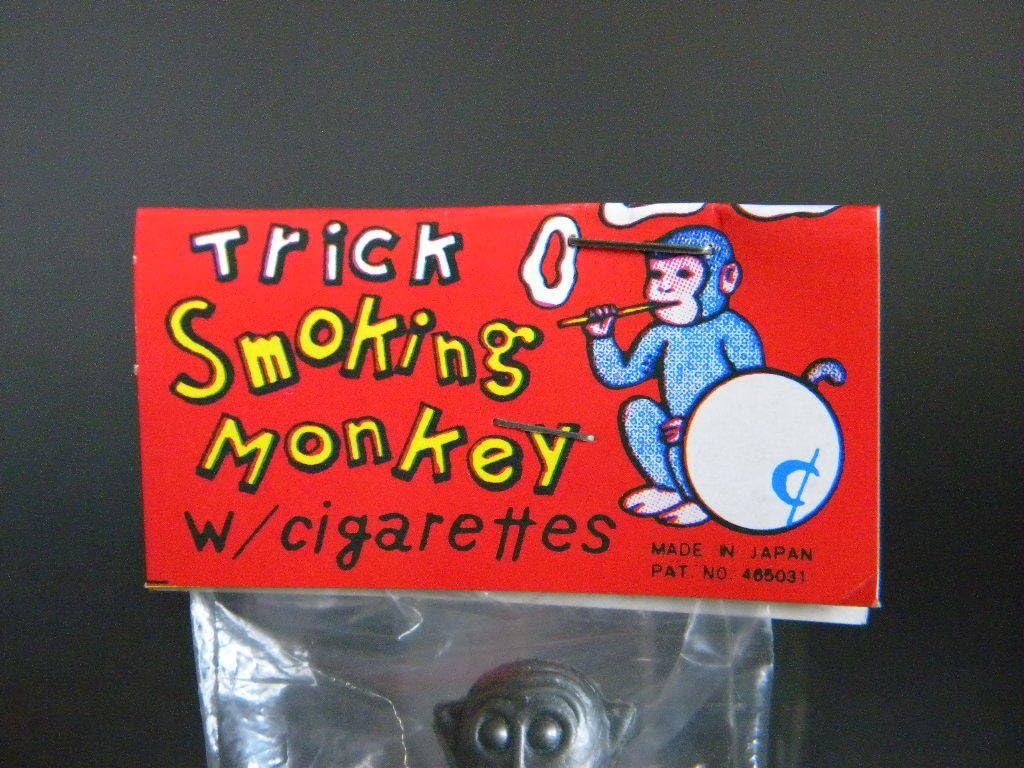 Trick
Smoking
Monkey
w/cigarettes
¢
MADE IN JAPAN
PAT. NO. 465031